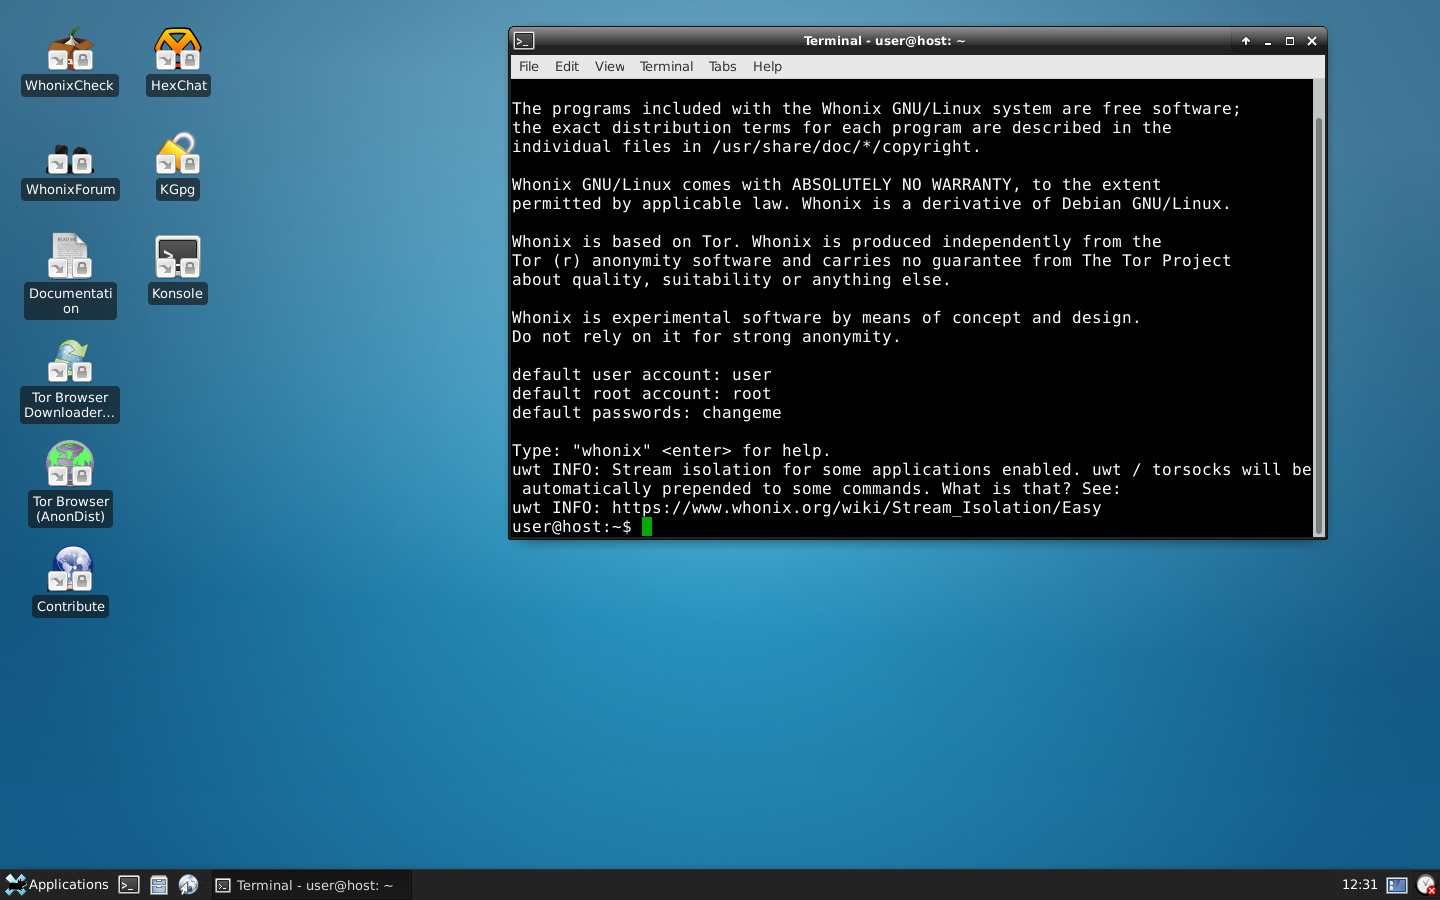 WhonixCheck
HexChat
WhonixForum
KGpg
Documentati
on
Konsole
Tor Browser
Downloader...
Tor Browser
(AnonDist)
Contribute
Terminal - user@host: ~
File Edit View Terminal Tabs Help
The programs included with the Whonix GNU/Linux system are free software;
the exact distribution terms for each program are described in the
individual files in /usr/share/doc/*/copyright.
Whonix GNU/Linux comes with ABSOLUTELY NO WARRANTY, to the extent
permitted by applicable law. Whonix is a derivative of Debian GNU/Linux.
Whonix is based on Tor. Whonix is produced independently from the
Tor (r) anonymity software and carries no guarantee from The Tor Project
about quality, suitability or anything else.
Whonix is experimental software by means of concept and design.
Do not rely on it for strong anonymity.
default user account: user
default root account: root
default passwords: changeme
Type: "whonix" <enter> for help.
uwt INFO: Stream isolation for some applications enabled. uwt / torsocks will be
automatically prepended to some commands. What is that? See:
uwt INFO: https://www.whonix.org/wiki/Stream_Isolation/Easy
user@host:~$
Applications
Terminal - user@host: ~
12:31